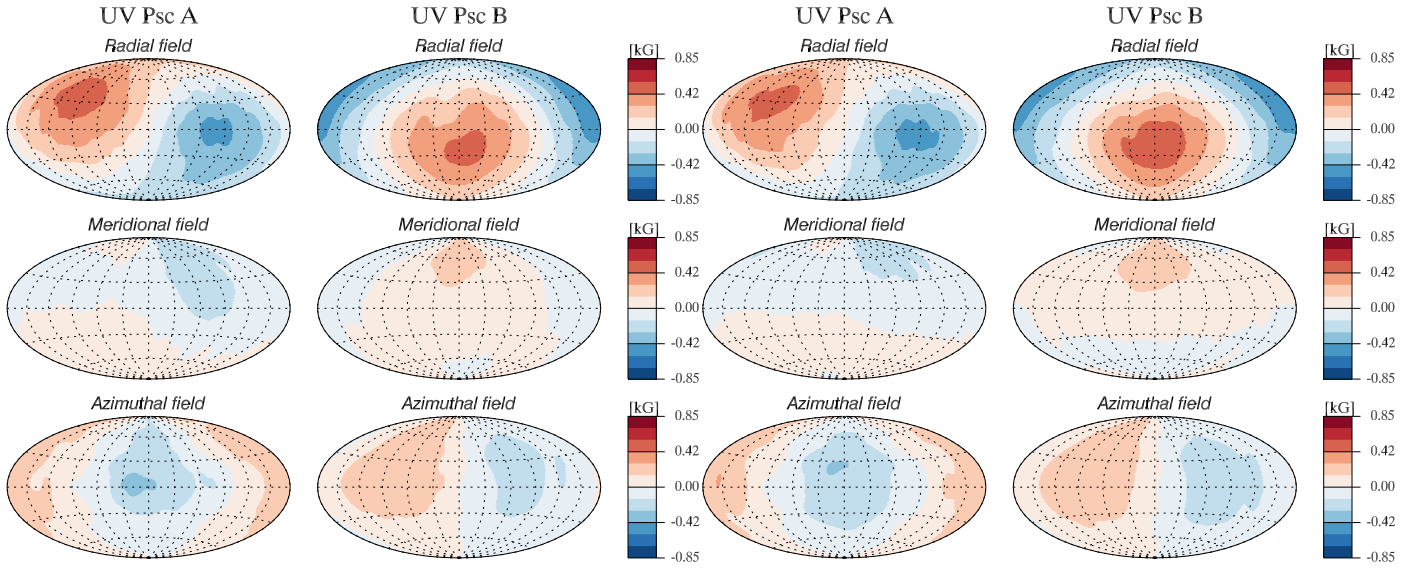 UV Psc A UV Psc B UV Psc A UV Psc B
Radial field Radial field Radial field Radial field
[kG] [kG]
0.85 0.85
0.42 0.42
0.00 0.00
-0.42 -0.42
-0.85 -0.85
Meridional field Meridional field Meridional field Meridional field
[kG] [kG]
0.85 0.85
0.42 0.42
0.00 0.00
-0.42 -0.42
-0.85 -0.85
Azimuthal field Azimuthal field Azimuthal field Azimuthal field
[kG] [kG]
0.85 0.85
0.42 0.42
0.00 0.00
-0.42 -0.42
-0.85 -0.85